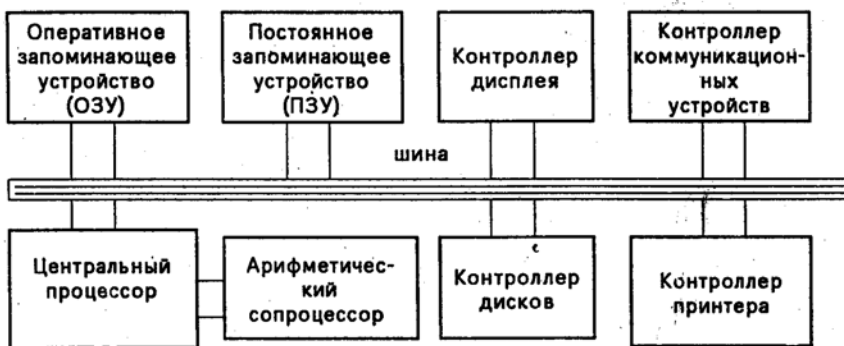 Оперативное
запоминающее
устройство
(ОЗУ)
Постоянное
запоминающее
устройство
(ПЗУ)
Контроллер
дисплея
Контроллер
коммуникацион-
ных
устройств
шина
Центральный
процессор
Арифметичес-
кий
сопроцессор
Контроллер
дисков
Контроллер
принтера